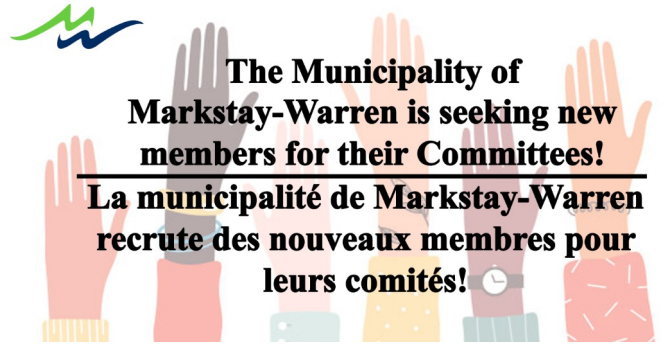 The Municipality of
Markstay-Warren is seeking new
members for their Committees!
La municipalité de Markstay-Warren
recrute des nouveaux membres pour
leurs comités!